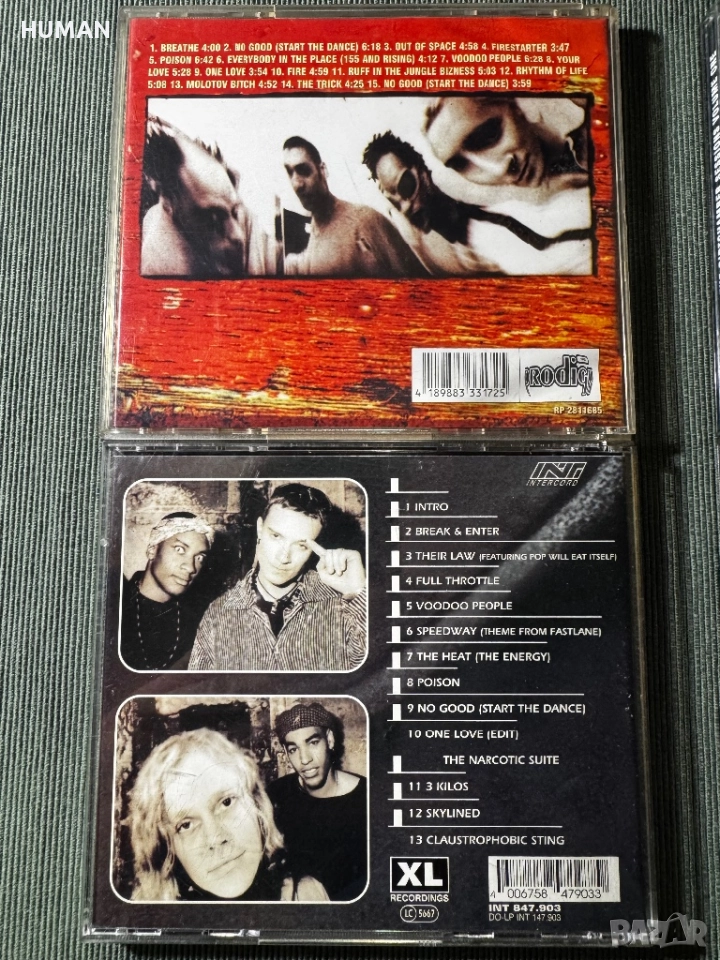 HUMAN
1. BREATHE 4:00 2. NO GOOD (START THE DANCE) 6:18 3. OUT OF SPACE 4:58 4. FIRESTARTER 3:47
5. POISON 6:42 6. EVERYBODY IN THE PLACE (155 AND RISING) 4:12 7. VOODOO PEOPLE 6:28 8. YOUR
LOVE 5:28 9. ONE LOVE 3:54 10. FIRE 4:59 11. RUFF IN THE JUNGLE BIZNESS 5:03 12. RHYTHM OF LIFE
5:08 13. MOLOTOV BITCH 4:52 14. THE TRICK 4:25 15. NO GOOD (START THE DANCE) 3:59
4 189883 331725
RP 2811685
INT
INTERCORD
1 INTRO
2 BREAK & ENTER
3 THEIR LAW (FEATURING POP WILL EAT ITSELF)
4 FULL THROTTLE
5 VOODOO PEOPLE
6 SPEEDWAY (THEME FROM FASTLANE)
7 THE HEAT (THE ENERGY)
8 POISON
9 NO GOOD (START THE DANCE)
10 ONE LOVE (EDIT)
THE NARCOTIC SUITE
11 3 KILOS
12 SKYLINED
13 CLAUSTROPHOBIC STING
XL
RECORDINGS
LC 5667
4 006758 479033
INT 847.903
DO-LP INT 147.903
BAZAR